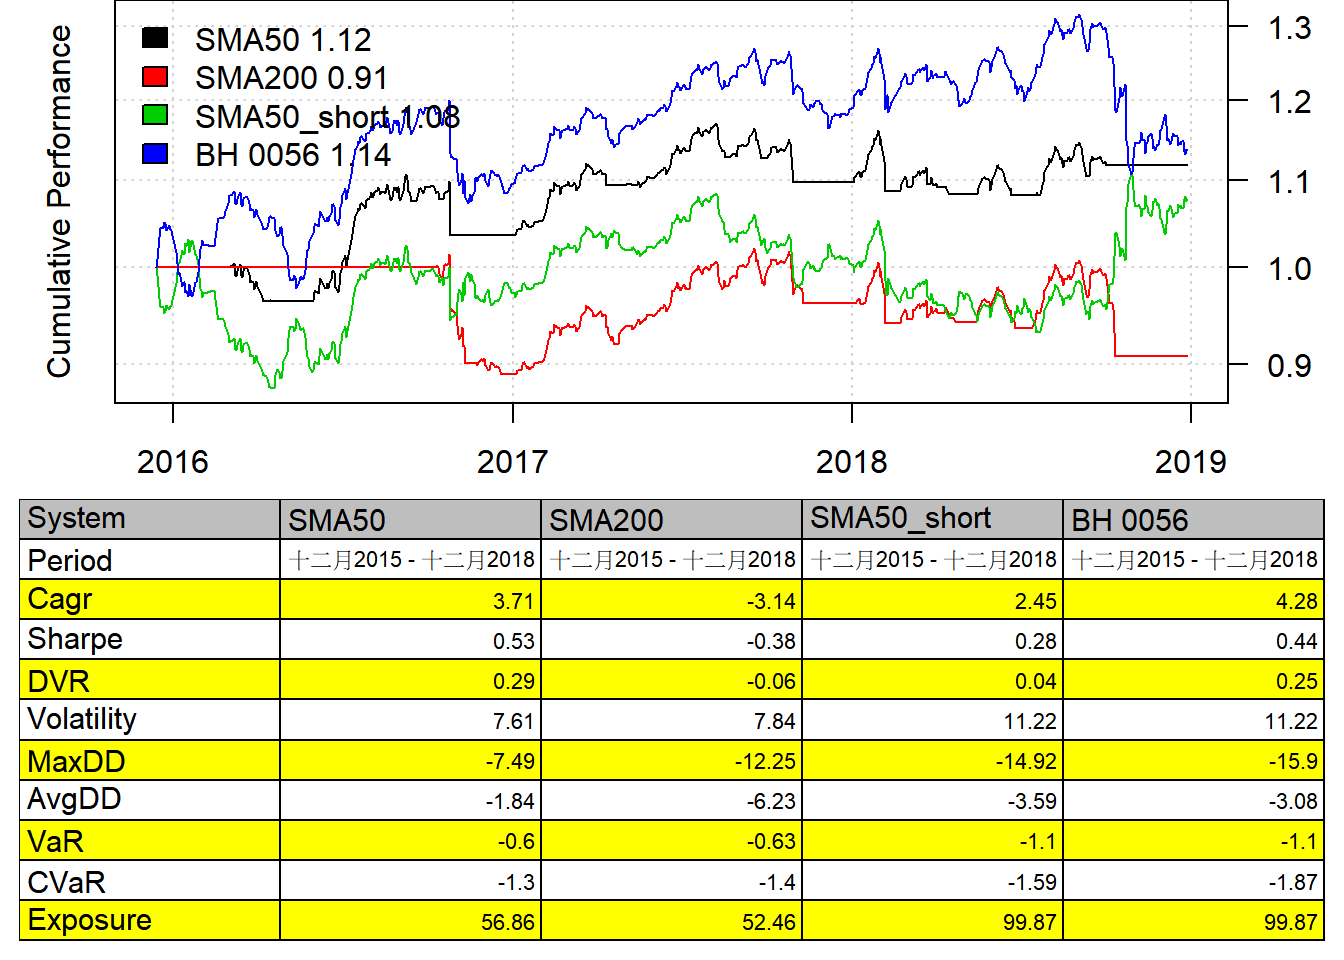 Cumulative Performance
SMA50 1.12
SMA200 0.91
SMA50_short 1.08
BH 0056 1.14
1.3
1.2
1.1
1.0
0.9
2016 2017 2018 2019
System SMA50 SMA200 SMA50_short BH 0056
Period 十二月2015 - 十二月2018 十二月2015 - 十二月2018 十二月2015 - 十二月2018 十二月2015 - 十二月2018
Cagr 3.71 -3.14 2.45 4.28
Sharpe 0.53 -0.38 0.28 0.44
DVR 0.29 -0.06 0.04 0.25
Volatility 7.61 7.84 11.22 11.22
MaxDD -7.49 -12.25 -14.92 -15.9
AvgDD -1.84 -6.23 -3.59 -3.08
VaR -0.6 -0.63 -1.1 -1.1
CVaR -1.3 -1.4 -1.59 -1.87
Exposure 56.86 52.46 99.87 99.87